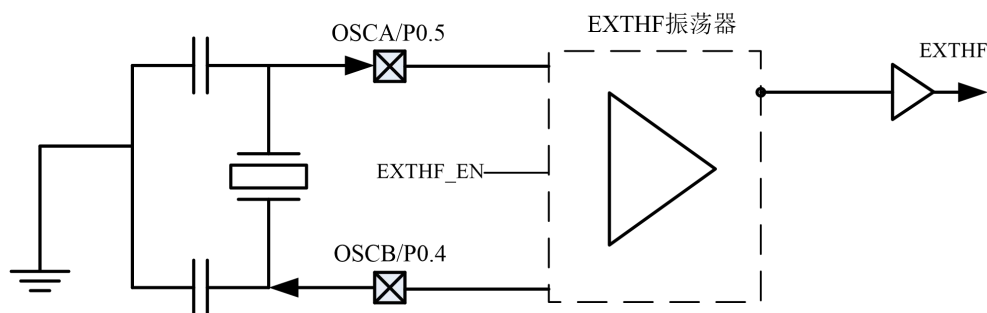 EXTHF振荡器
OSCA/P0.5
EXTHF
EXTHF_EN
OSCB/P0.4